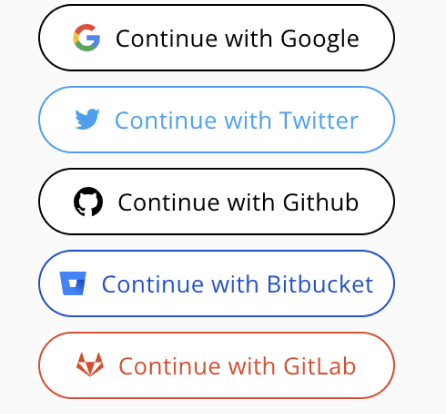 Continue with Google
Continue with Twitter
Continue with Github
Continue with Bitbucket
Continue with GitLab